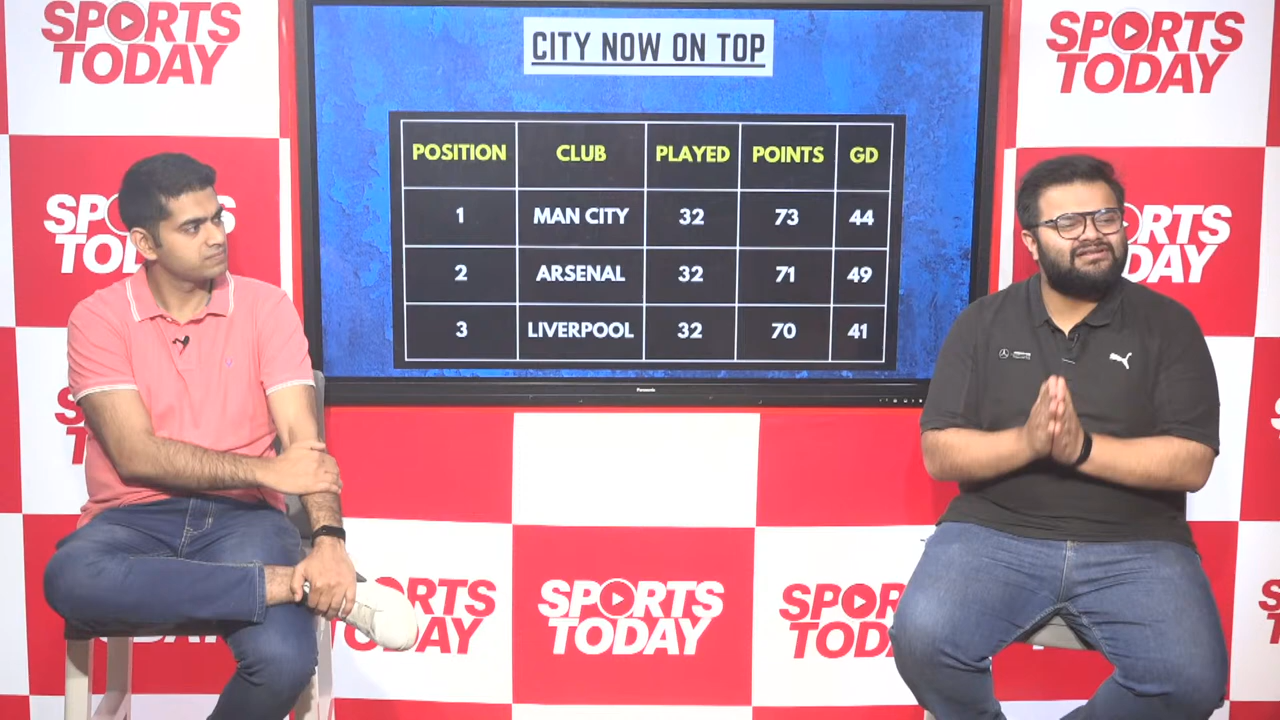 SPORTS
TODAY
CITY NOW ON TOP
SPORTS
TODAY
POSITION CLUB PLAYED POINTS GD
1 MAN CITY 32 73 44
2 ARSENAL 32 71 49
3 LIVERPOOL 32 70 41
Panasonic
SPORTS
TODAY
SPORTS
TODAY
SPORTS
TODAY
SPORTS
TODAY
SPORTS
TODAY